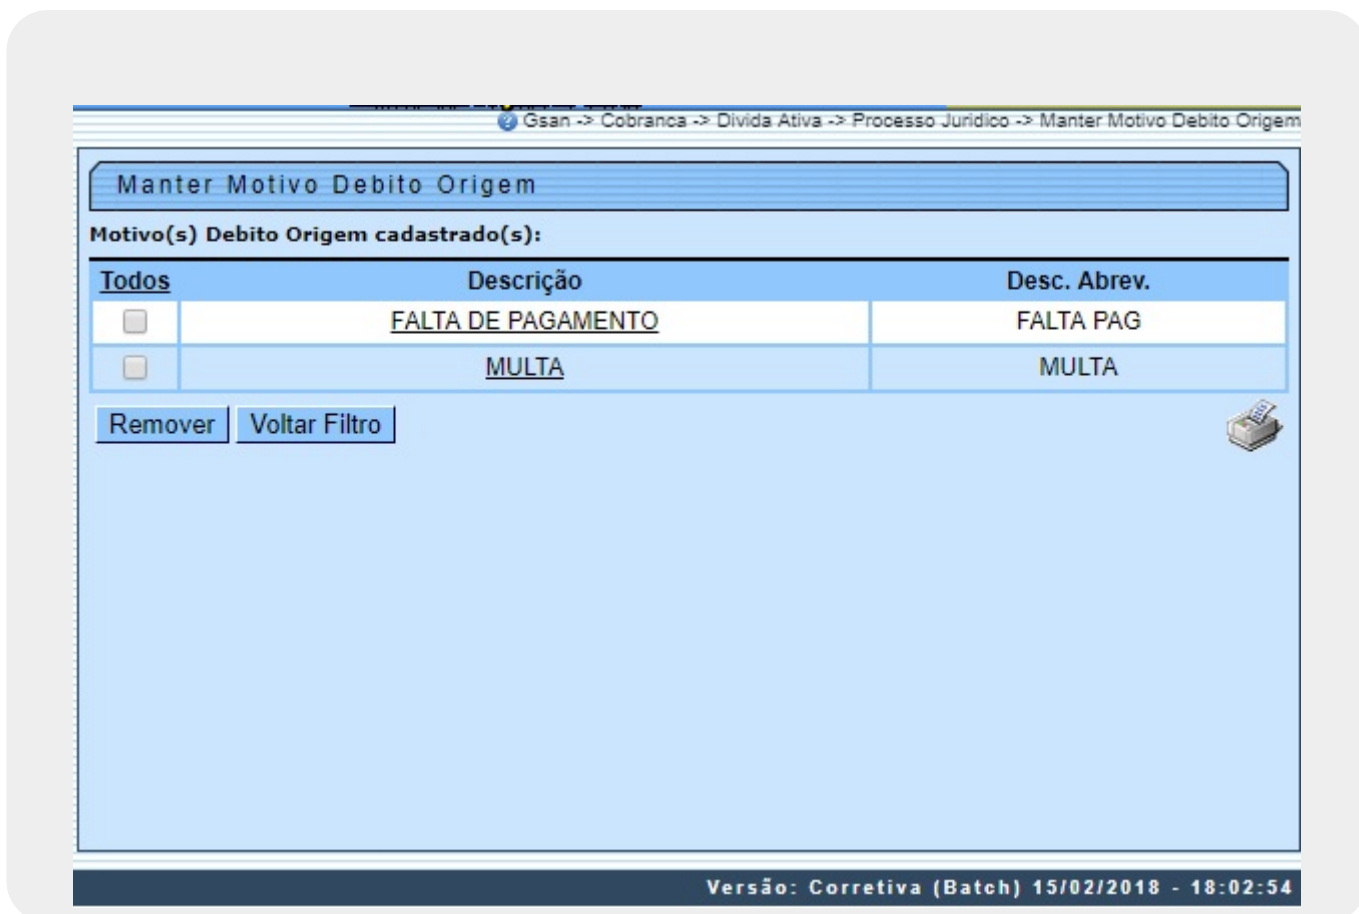 Gsan -> Cobranca -> Divida Ativa -> Processo Juridico -> Manter Motivo Debito Origem
Manter Motivo Debito Origem
Motivo(s) Debito Origem cadastrado(s):
Todos Descrição Desc. Abrev.
FALTA DE PAGAMENTO FALTA PAG
MULTA MULTA
Remover Voltar Filtro
Versão: Corretiva (Batch) 15/02/2018 - 18:02:54